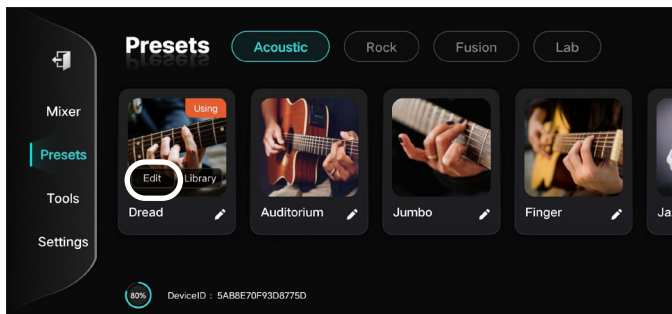 Presets
Acoustic
Rock
Fusion
Lab
Mixer
Presets
Tools
Settings
Using
Edit
Library
Dread
Auditorium
Jumbo
Finger
Ja
80%
DeviceID : 5AB8E70F93D8775D